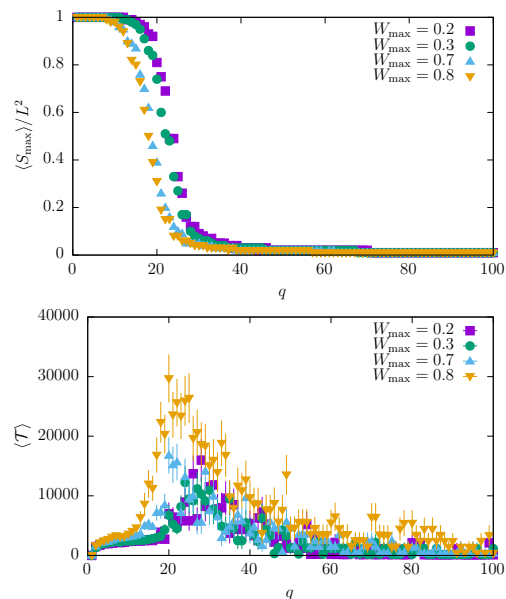 ⟨S_max⟩/L²
1
0.8
0.6
0.4
0.2
0
0 20 40 60 80 100
q
W_max = 0.2
W_max = 0.3
W_max = 0.7
W_max = 0.8
⟨𝒯⟩
40000
30000
20000
10000
0
0 20 40 60 80 100
q
W_max = 0.2
W_max = 0.3
W_max = 0.7
W_max = 0.8